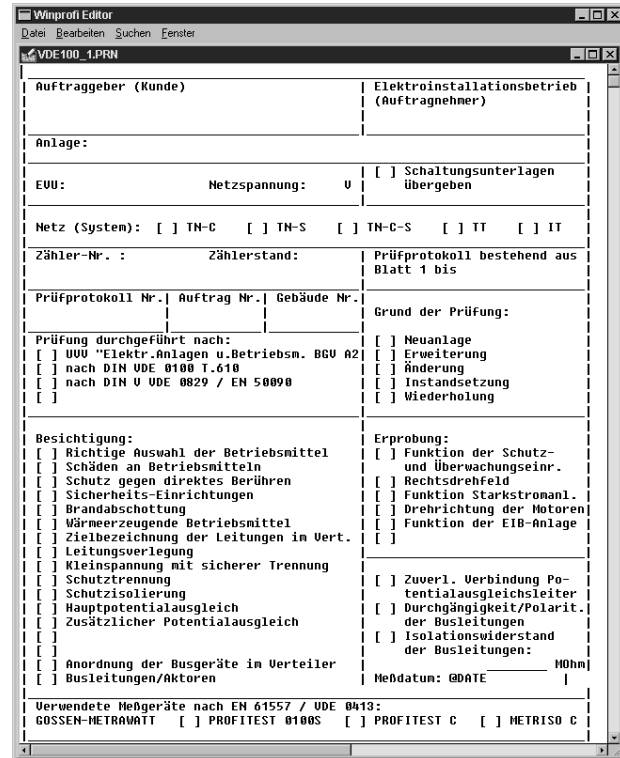 Winprofi Editor
Datei Bearbeiten Suchen Fenster
VDE100_1.PRN
Auftraggeber (Kunde) | Elektroinstallationsbetrieb
(Auftragnehmer)
Anlage:
[ ] Schaltungsunterlagen
EVU: Netzspannung: V | übergeben
Netz (System): [ ] TN-C [ ] TN-S [ ] TN-C-S [ ] TT [ ] IT
Zähler-Nr. : Zählerstand: | Prüfprotokoll bestehend aus
Blatt 1 bis
Prüfprotokoll Nr.| Auftrag Nr.| Gebäude Nr.
Grund der Prüfung:
Prüfung durchgeführt nach: | [ ] Neuanlage
[ ] UVV "Elektr.Anlagen u.Betriebsm. BGV A2| [ ] Erweiterung
[ ] nach DIN VDE 0100 T.610 | [ ] Änderung
[ ] nach DIN V VDE 0829 / EN 50090 | [ ] Instandsetzung
[ ] | [ ] Wiederholung
Besichtigung: | Erprobung:
[ ] Richtige Auswahl der Betriebsmittel | [ ] Funktion der Schutz-
[ ] Schäden an Betriebsmitteln | und Überwachungseinr.
[ ] Schutz gegen direktes Berühren | [ ] Rechtsdrehfeld
[ ] Sicherheits-Einrichtungen | [ ] Funktion Starkstromanl.
[ ] Brandabschottung | [ ] Drehrichtung der Motoren
[ ] Wärmeerzeugende Betriebsmittel | [ ] Funktion der EIB-Anlage
[ ] Zielbezeichnung der Leitungen im Vert. | [ ]
[ ] Leitungsverlegung
[ ] Kleinspannung mit sicherer Trennung
[ ] Schutztrennung | [ ] Zuverl. Verbindung Po-
[ ] Schutzisolierung | tentialausgleichsleiter
[ ] Hauptpotentialausgleich | [ ] Durchgängigkeit/Polarit.
[ ] Zusätzlicher Potentialausgleich | der Busleitungen
[ ] | [ ] Isolationswiderstand
[ ] | der Busleitungen:
[ ] Anordnung der Busgeräte im Verteiler | ________ MOhm
[ ] Busleitungen/Aktoren | Meßdatum: @DATE |
Verwendete Meßgeräte nach EN 61557 / VDE 0413:
GOSSEN-METRAWATT [ ] PROFITEST 0100S [ ] PROFITEST C [ ] METRISO C